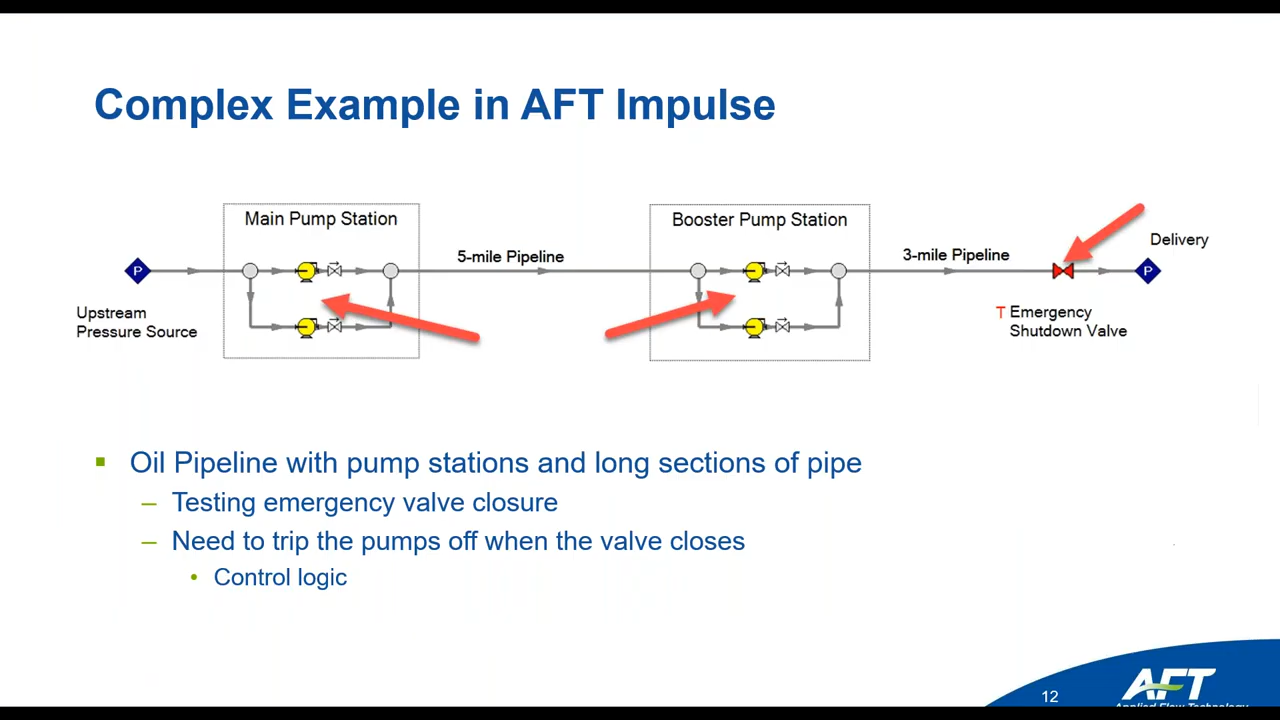 Complex Example in AFT Impulse
Main Pump Station
Booster Pump Station
5-mile Pipeline
3-mile Pipeline
Delivery
P
P
Upstream
Pressure Source
T Emergency
Shutdown Valve
Oil Pipeline with pump stations and long sections of pipe
– Testing emergency valve closure
– Need to trip the pumps off when the valve closes
• Control logic
12
AFT
Applied Flow Technology